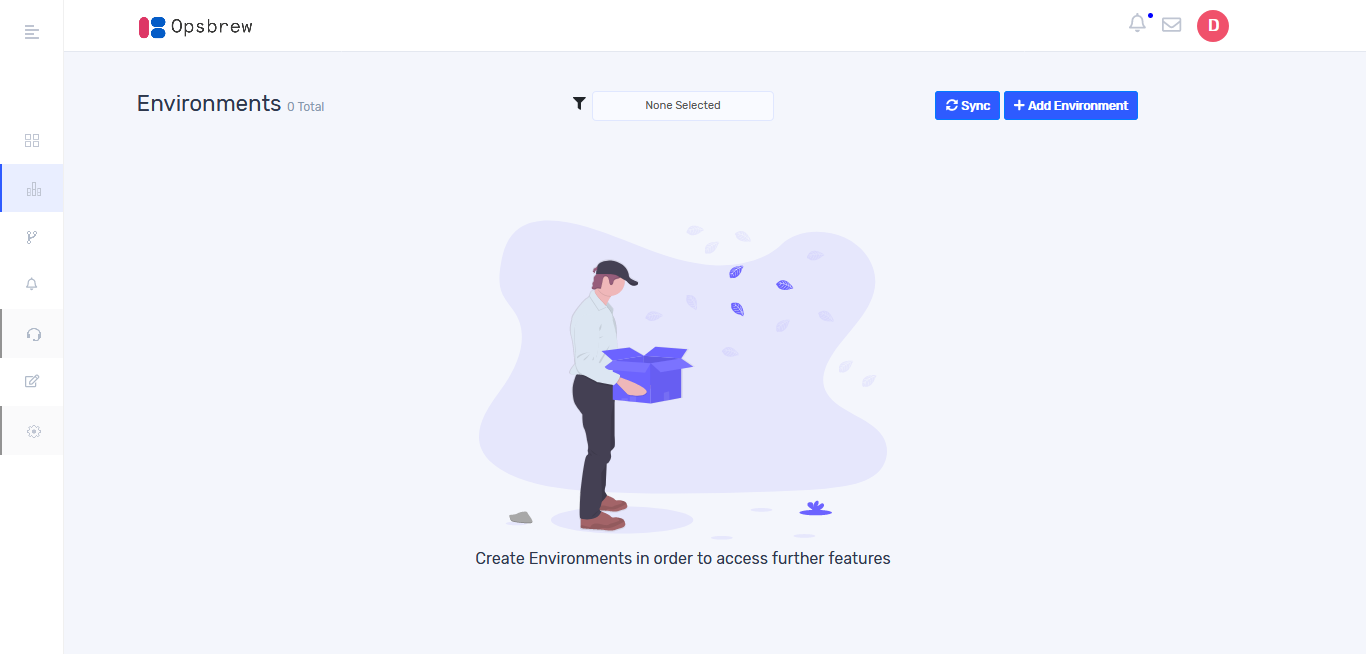 Opsbrew
D
Environments 0 Total
None Selected
Sync
Add Environment
Create Environments in order to access further features